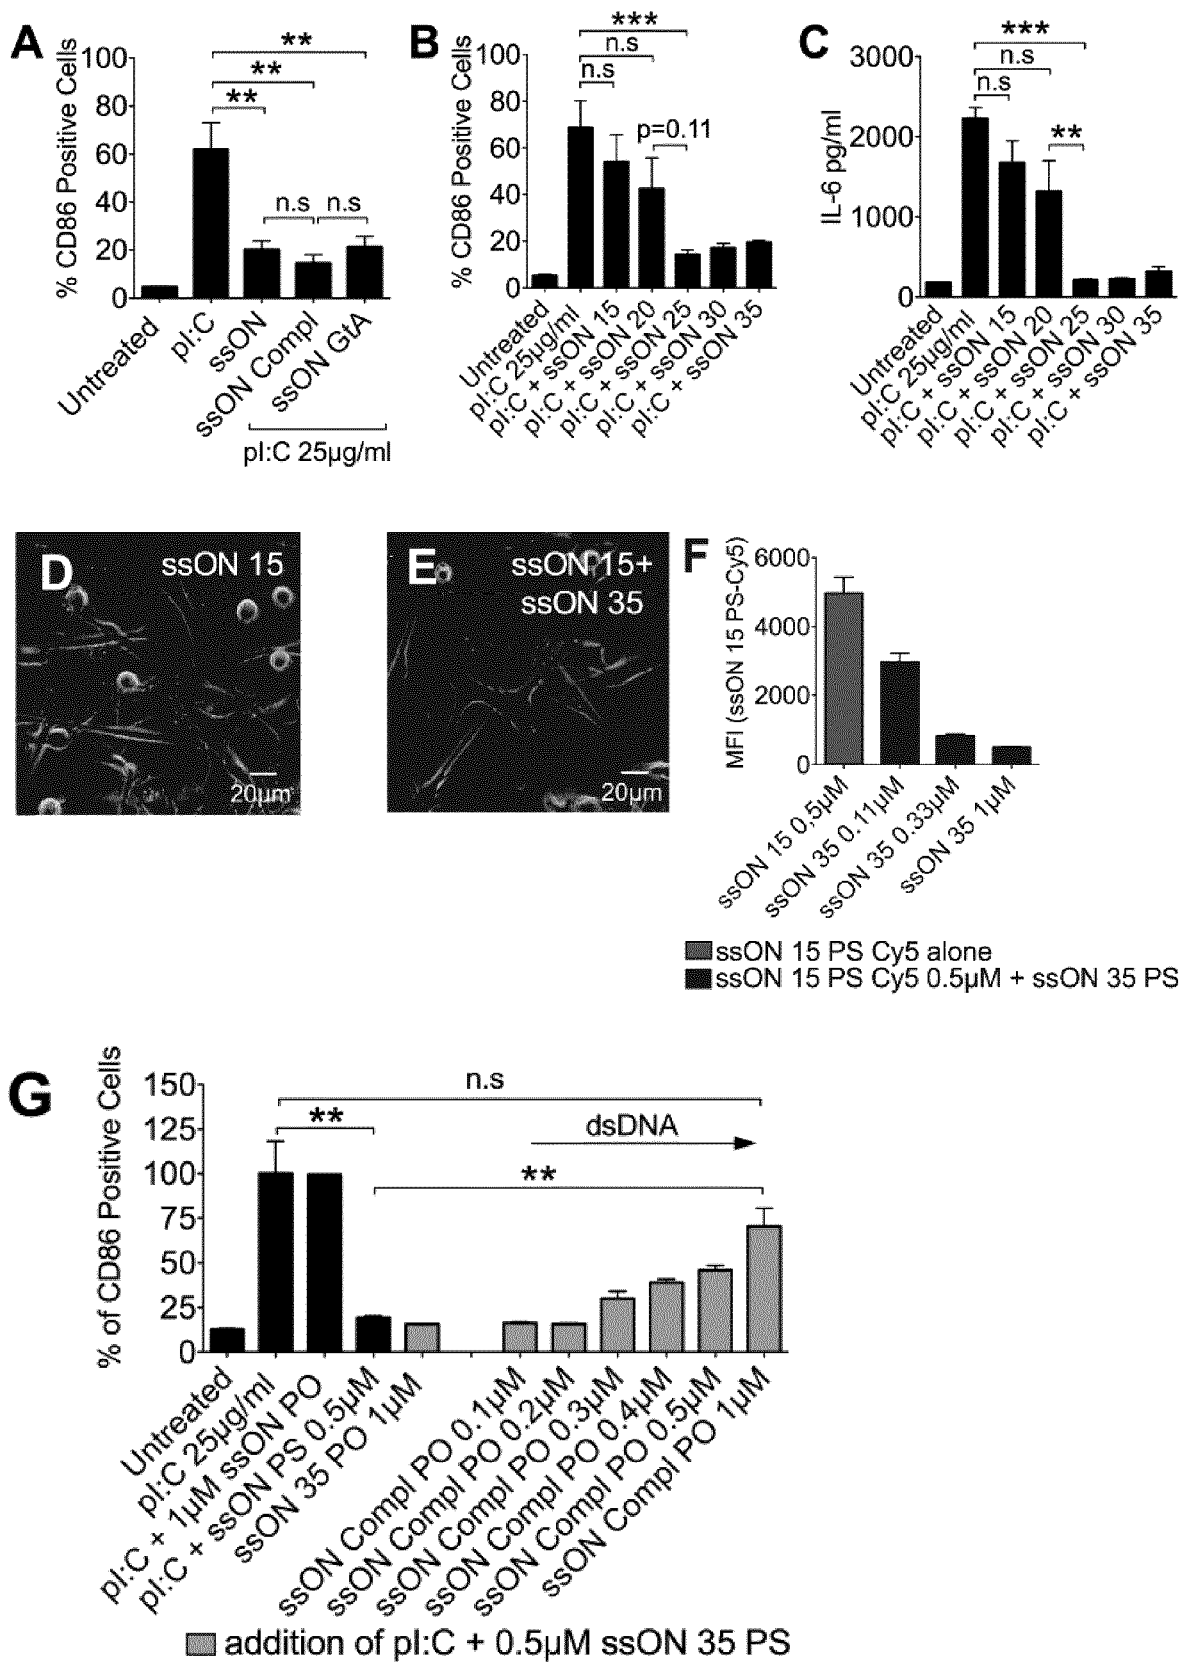 A
% CD86 Positive Cells
100
80
60
40
20
0
**
**
**
n.s
n.s
Untreated
pI:C
ssON
ssON Compl
ssON GtA
pI:C 25µg/ml
B
% CD86 Positive Cells
100
80
60
40
20
0
***
n.s
n.s
p=0.11
Untreated
pI:C 25µg/ml
pI:C + ssON 15
pI:C + ssON 20
pI:C + ssON 25
pI:C + ssON 30
pI:C + ssON 35
C
IL-6 pg/ml
3000
2000
1000
0
***
n.s
n.s
**
Untreated
pI:C 25µg/ml
pI:C + ssON 15
pI:C + ssON 20
pI:C + ssON 25
pI:C + ssON 30
pI:C + ssON 35
D
ssON 15
20µm
E
ssON 15+
ssON 35
20µm
F
MFI (ssON 15 PS-Cy5)
6000
4000
2000
0
ssON 15 0,5µM
ssON 35 0.11µM
ssON 35 0.33µM
ssON 35 1µM
ssON 15 PS Cy5 alone
ssON 15 PS Cy5 0.5µM + ssON 35 PS
G
% of CD86 Positive Cells
150
125
100
75
50
25
0
n.s
**
dsDNA
**
Untreated
pI:C 25µg/ml
pI:C + 1µM ssON PO
pI:C + ssON PS 0.5µM
ssON 35 PO 1µM
ssON Compl PO 0.1µM
ssON Compl PO 0.2µM
ssON Compl PO 0.3µM
ssON Compl PO 0.4µM
ssON Compl PO 0.5µM
ssON Compl PO 1µM
addition of pI:C + 0.5µM ssON 35 PS